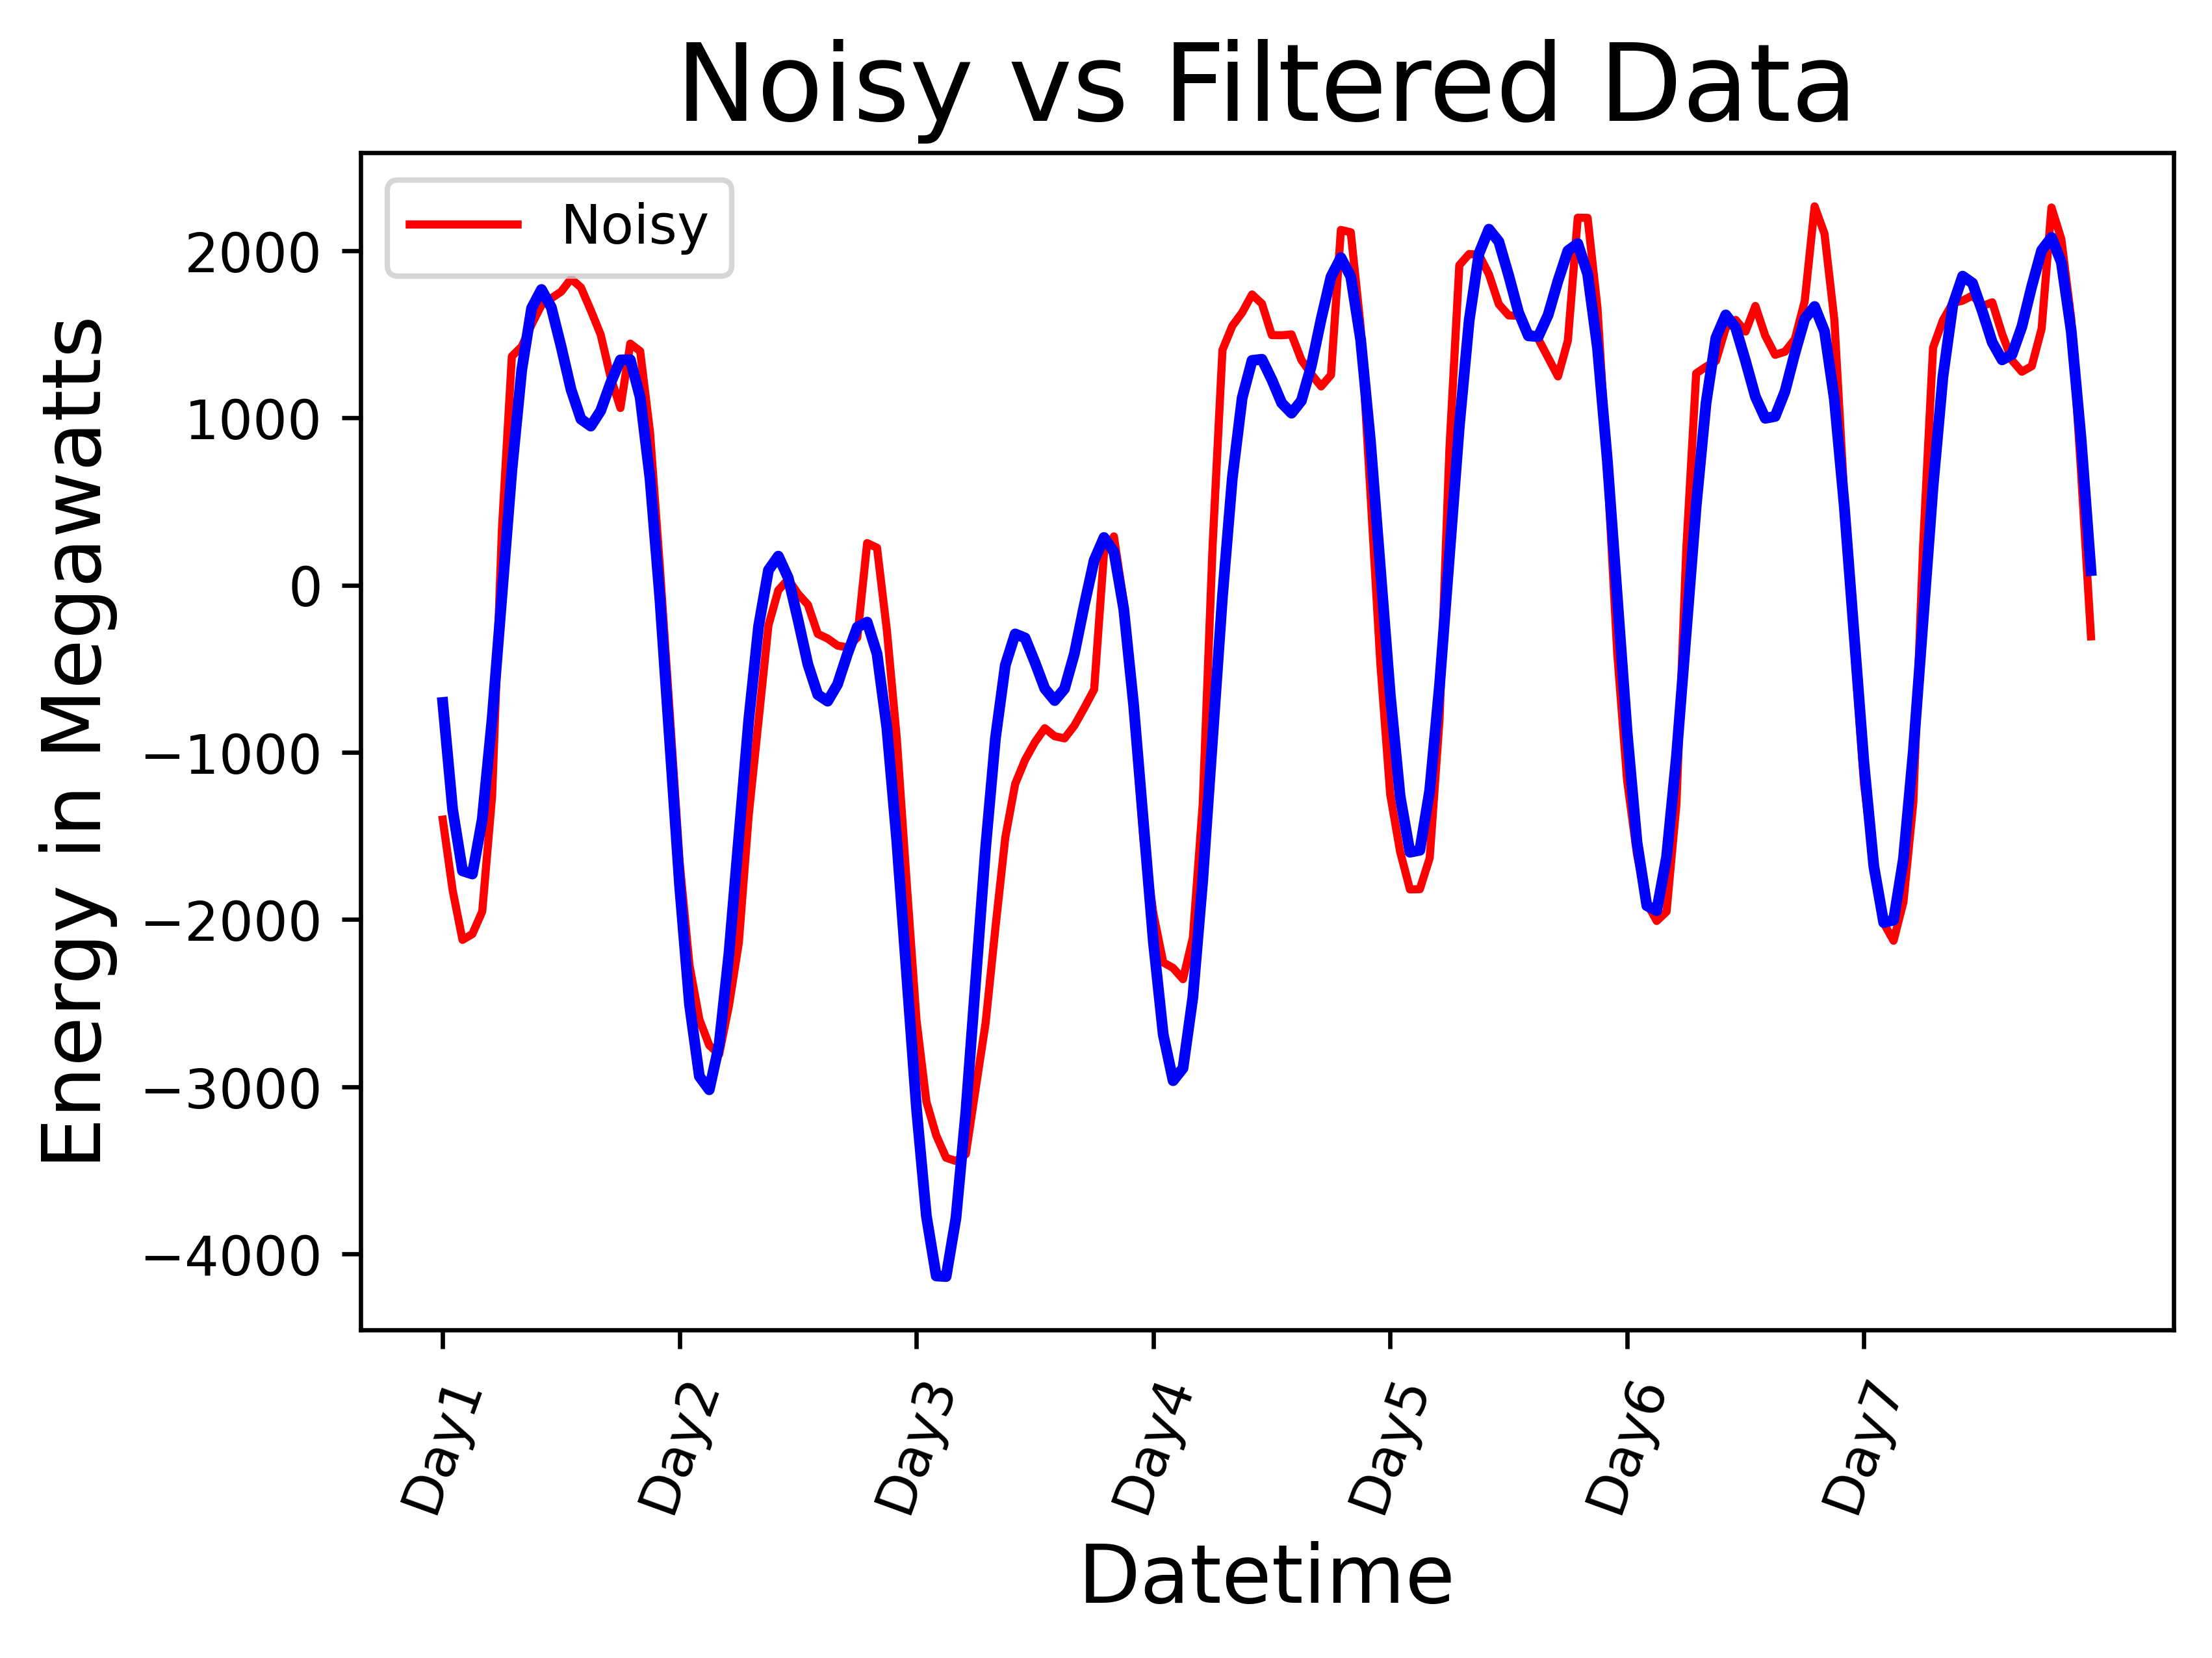 Noisy vs Filtered Data
Noisy
Energy in Megawatts
2000
1000
0
−1000
−2000
−3000
−4000
Day1
Day2
Day3
Day4
Day5
Day6
Day7
Datetime